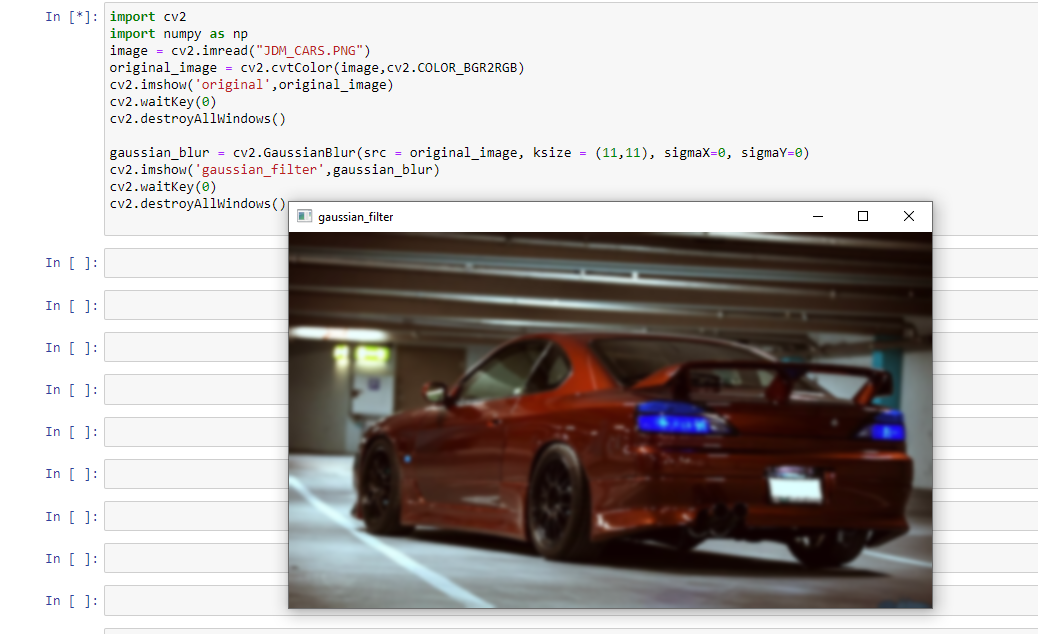 In [*]:
import cv2
import numpy as np
image = cv2.imread("JDM_CARS.PNG")
original_image = cv2.cvtColor(image,cv2.COLOR_BGR2RGB)
cv2.imshow('original',original_image)
cv2.waitKey(0)
cv2.destroyAllWindows()
gaussian_blur = cv2.GaussianBlur(src = original_image, ksize = (11,11), sigmaX=0, sigmaY=0)
cv2.imshow('gaussian_filter',gaussian_blur)
cv2.waitKey(0)
cv2.destroyAllWindows()
gaussian_filter
In [ ]:
In [ ]:
In [ ]:
In [ ]:
In [ ]:
In [ ]:
In [ ]:
In [ ]:
In [ ]: